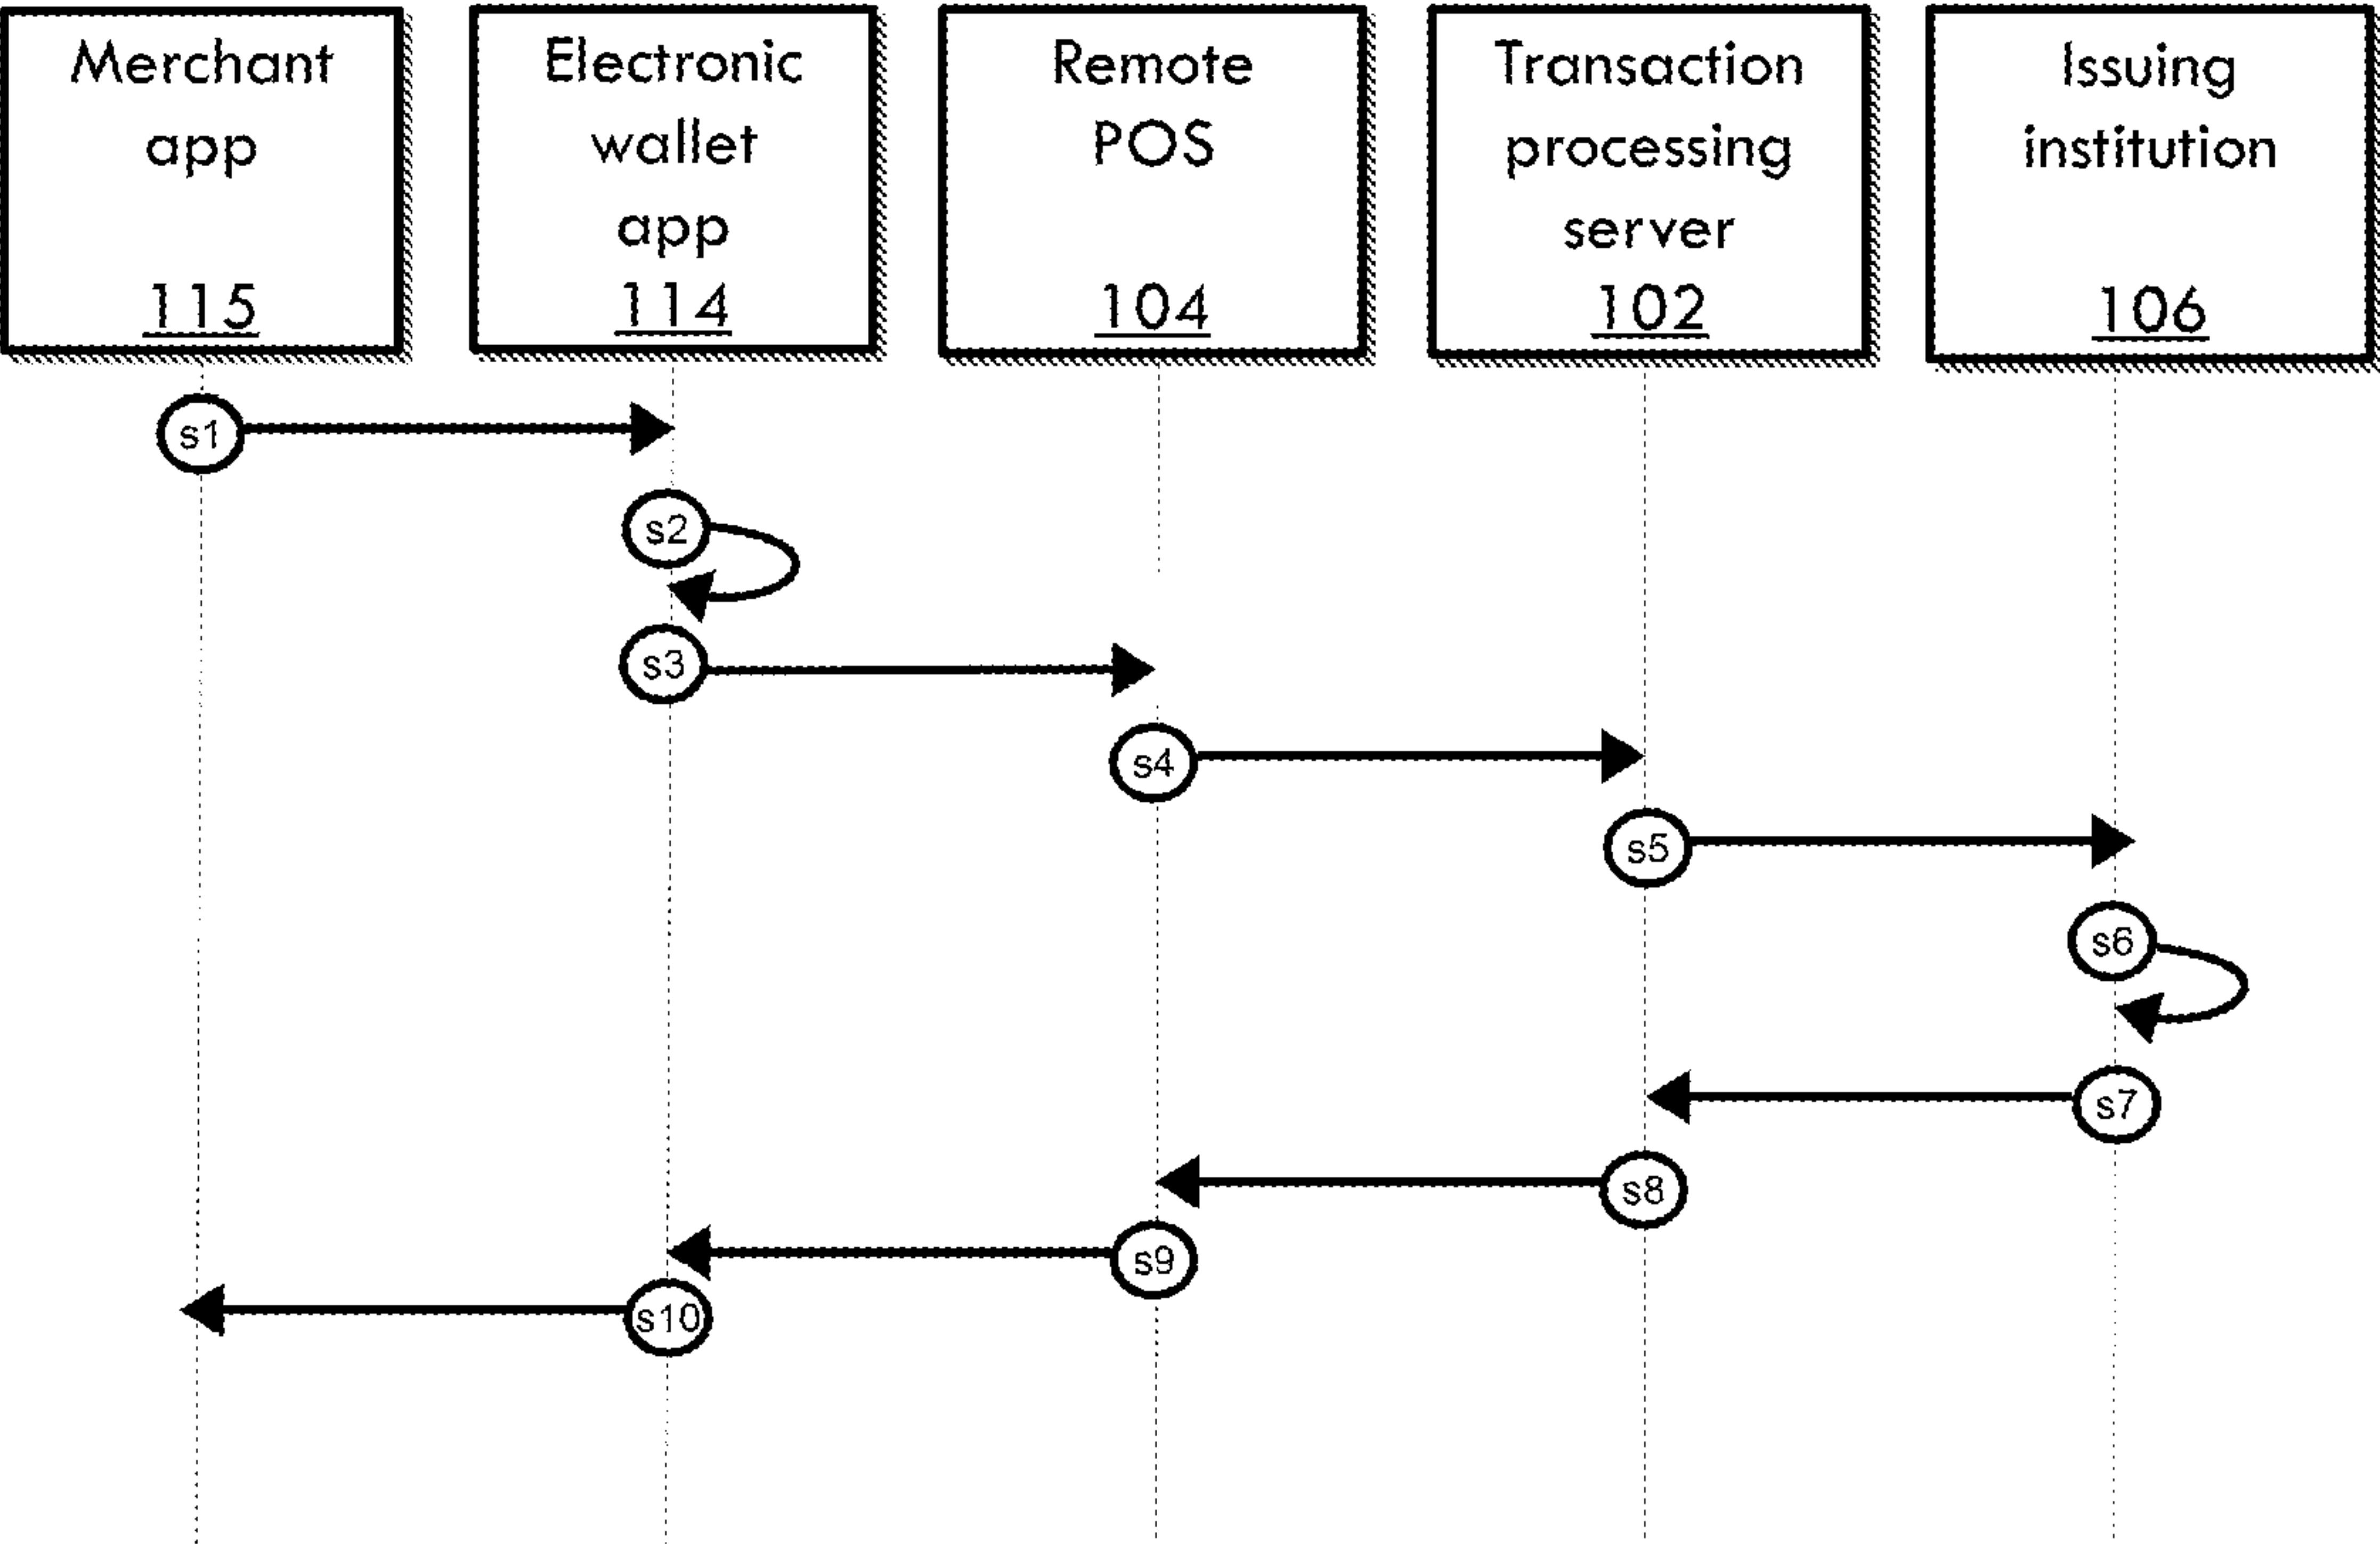 Merchant
app
115
Electronic
wallet
app
114
Remote
POS
104
Transaction
processing
server
102
Issuing
institution
106
s1
s2
s3
s4
s5
s6
s7
s8
s9
s10